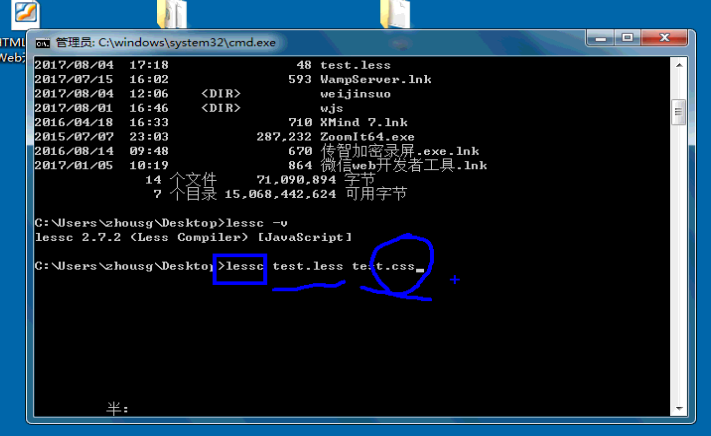 HTML
Web开
管理员: C:\windows\system32\cmd.exe
2017/08/04  17:18                48 test.less
2017/07/15  16:02               593 WampServer.lnk
2017/08/04  12:06    <DIR>          weijinsuo
2017/08/01  16:46    <DIR>          wjs
2016/04/18  16:33               710 XMind 7.lnk
2015/07/07  23:03           287,232 ZoomIt64.exe
2016/08/14  09:48               670 传智加密录屏.exe.lnk
2017/01/05  10:19               864 微信web开发者工具.lnk
14 个文件     71,090,894 字节
7 个目录 15,068,442,624 可用字节
C:\Users\zhousg\Desktop>lessc -v
lessc 2.7.2 (Less Compiler) [JavaScript]
C:\Users\zhousg\Desktop>lessc test.less test.css
半: